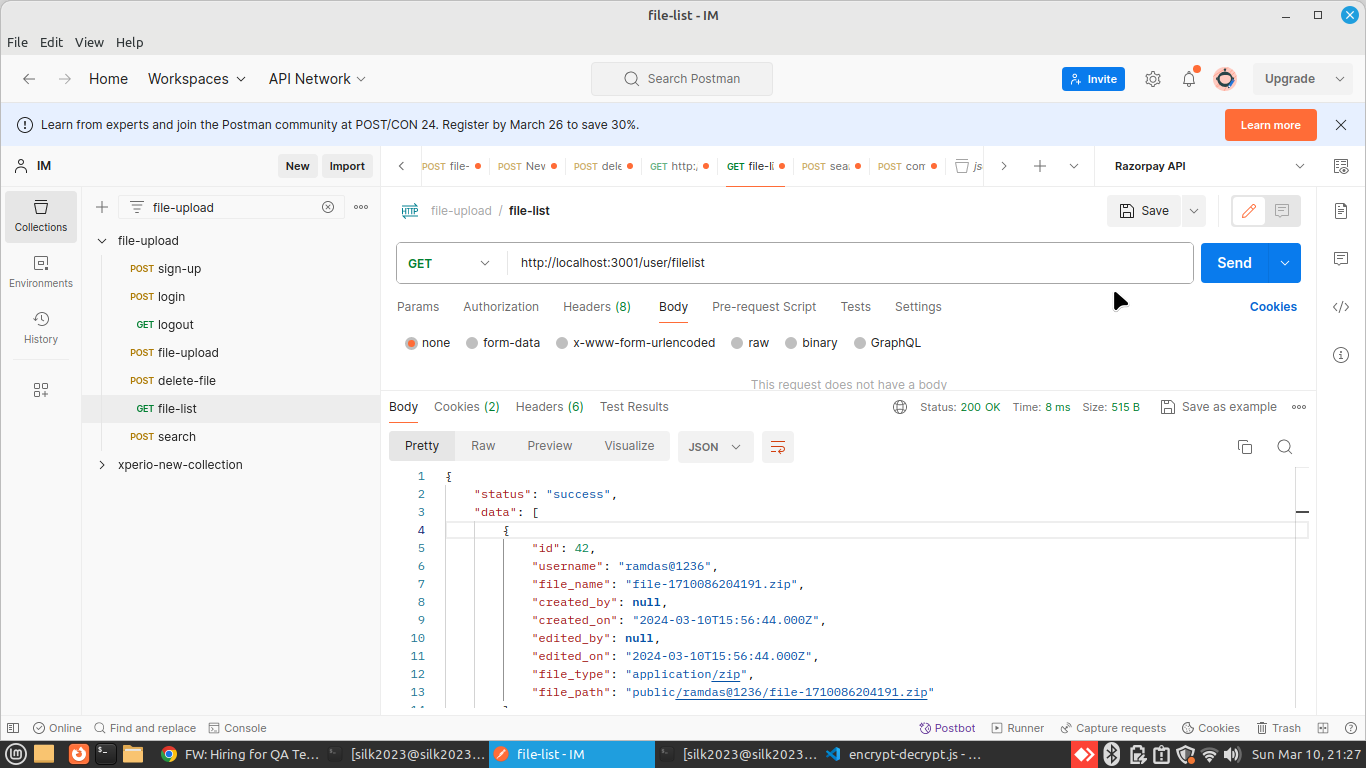 file-list - IM
File Edit View Help
Home Workspaces API Network Search Postman Invite Upgrade
Learn from experts and join the Postman community at POST/CON 24. Register by March 26 to save 30%. Learn more
IM New Import
POST file- POST New POST dele GET http:, GET file-li POST sea POST com js Razorpay API
Collections
Environments
History
file-upload
file-upload
POST sign-up
POST login
GET logout
POST file-upload
POST delete-file
GET file-list
POST search
xperio-new-collection
HTTP file-upload / file-list Save
GET http://localhost:3001/user/filelist Send
Params Authorization Headers (8) Body Pre-request Script Tests Settings Cookies
none form-data x-www-form-urlencoded raw binary GraphQL
This request does not have a body
Body Cookies (2) Headers (6) Test Results Status: 200 OK Time: 8 ms Size: 515 B Save as example
Pretty Raw Preview Visualize JSON
1 {
2 "status": "success",
3 "data": [
4 {
5 "id": 42,
6 "username": "ramdas@1236",
7 "file_name": "file-1710086204191.zip",
8 "created_by": null,
9 "created_on": "2024-03-10T15:56:44.000Z",
10 "edited_by": null,
11 "edited_on": "2024-03-10T15:56:44.000Z",
12 "file_type": "application/zip",
13 "file_path": "public/ramdas@1236/file-1710086204191.zip"
Online Find and replace Console Postbot Runner Capture requests Cookies Trash
FW: Hiring for QA Te... [silk2023@silk2023... file-list - IM [silk2023@silk2023... encrypt-decrypt.js - ... Sun Mar 10, 21:27